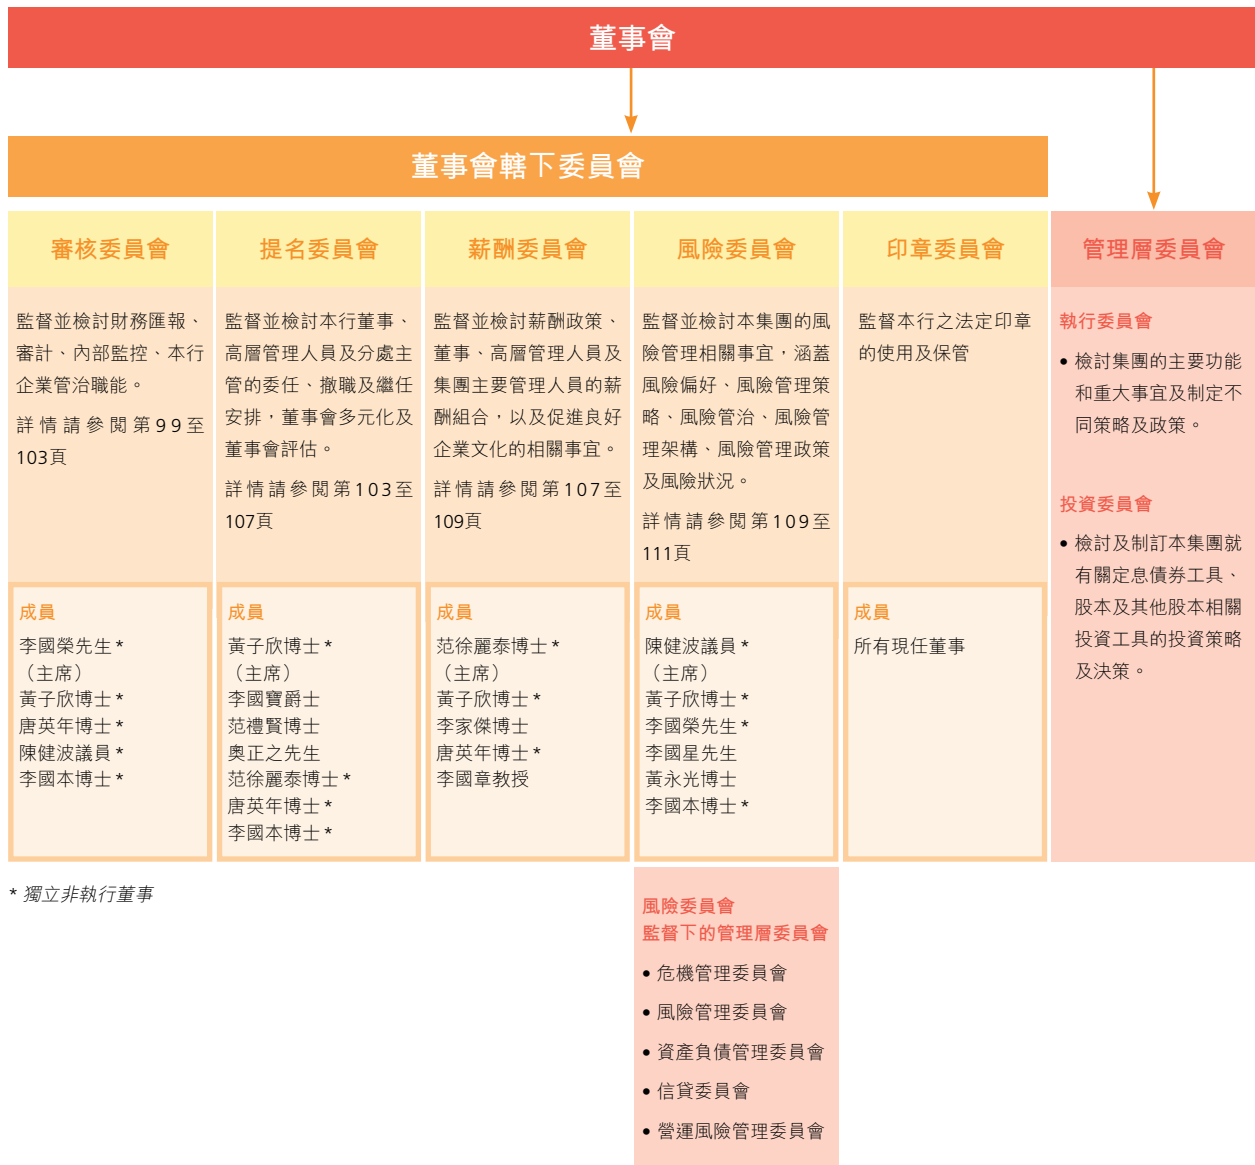 董事會
董事會轄下委員會
審核委員會
監督並檢討財務匯報、
審計、內部監控、本行
企業管治職能。
詳情請參閱第99至
103頁
成員
李國榮先生*
（主席）
黃子欣博士*
唐英年博士*
陳健波議員*
李國本博士*
提名委員會
監督並檢討本行董事、
高層管理人員及分處主
管的委任、撤職及繼任
安排，董事會多元化及
董事會評估。
詳情請參閱第103至
107頁
成員
黃子欣博士*
（主席）
李國寶爵士
范禮賢博士
奧正之先生
范徐麗泰博士*
唐英年博士*
李國本博士*
薪酬委員會
監督並檢討薪酬政策、
董事、高層管理人員及
集團主要管理人員的薪
酬組合，以及促進良好
企業文化的相關事宜。
詳情請參閱第107至
109頁
成員
范徐麗泰博士*
（主席）
黃子欣博士*
李家傑博士
唐英年博士*
李國章教授
風險委員會
監督並檢討本集團的風
險管理相關事宜，涵蓋
風險偏好、風險管理策
略、風險管治、風險管
理架構、風險管理政策
及風險狀況。
詳情請參閱第109至
111頁
成員
陳健波議員*
（主席）
黃子欣博士*
李國榮先生*
李國星先生
黃永光博士
李國本博士*
風險委員會
監督下的管理層委員會
• 危機管理委員會
• 風險管理委員會
• 資產負債管理委員會
• 信貸委員會
• 營運風險管理委員會
印章委員會
監督本行之法定印章
的使用及保管
成員
所有現任董事
管理層委員會
執行委員會
• 檢討集團的主要功能
和重大事宜及制定不
同策略及政策。
投資委員會
• 檢討及制訂本集團就
有關定息債券工具、
股本及其他股本相關
投資工具的投資策略
及決策。
* 獨立非執行董事